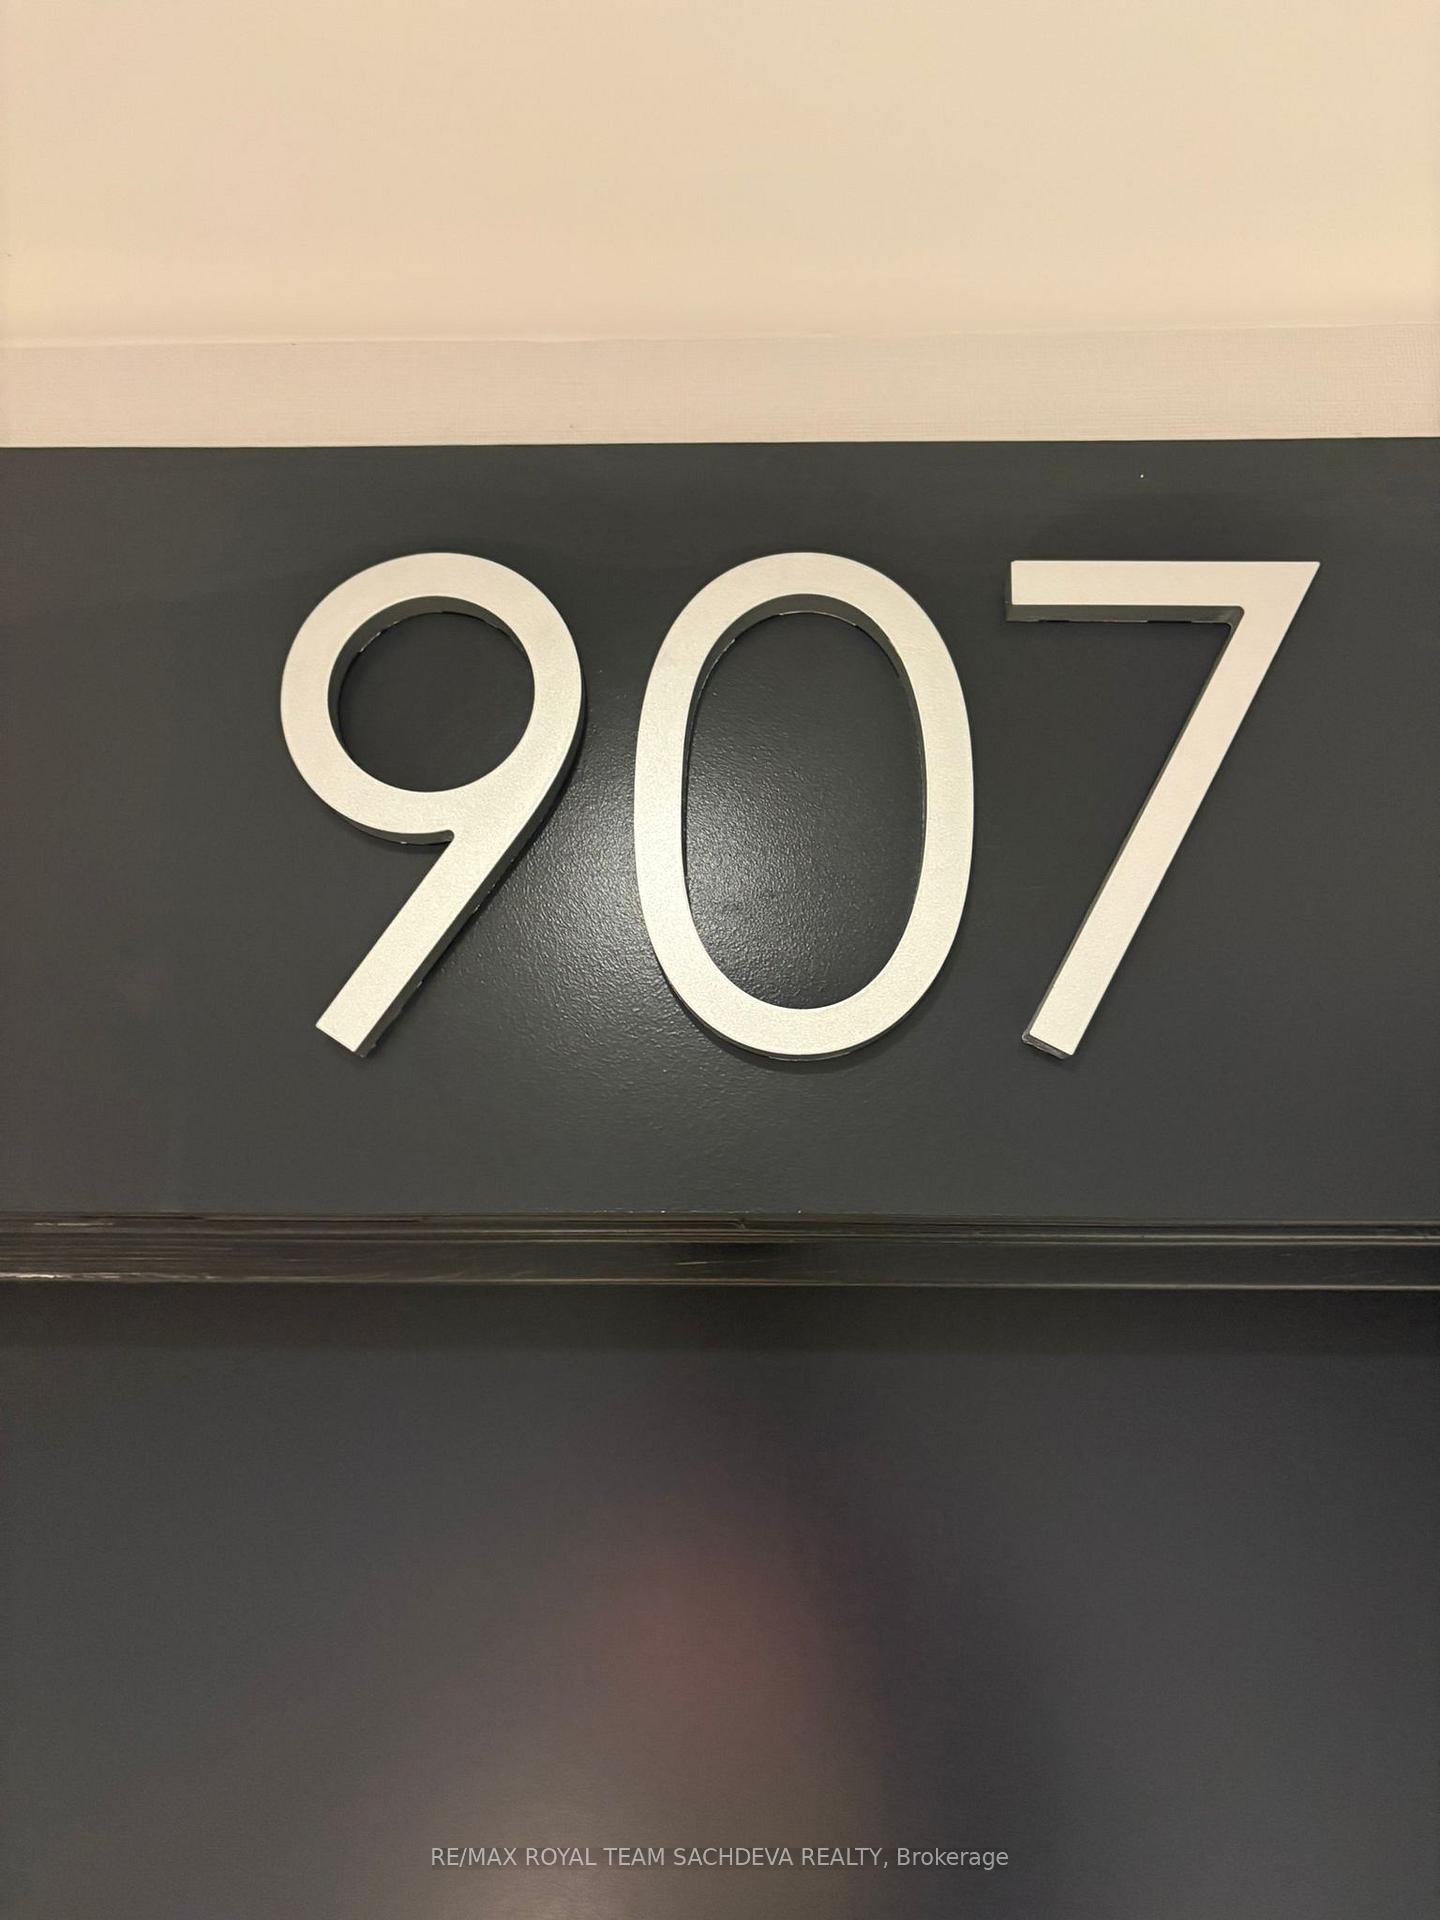 907
RE/MAX ROYAL TEAM SACHDEVA REALTY, Brokerage